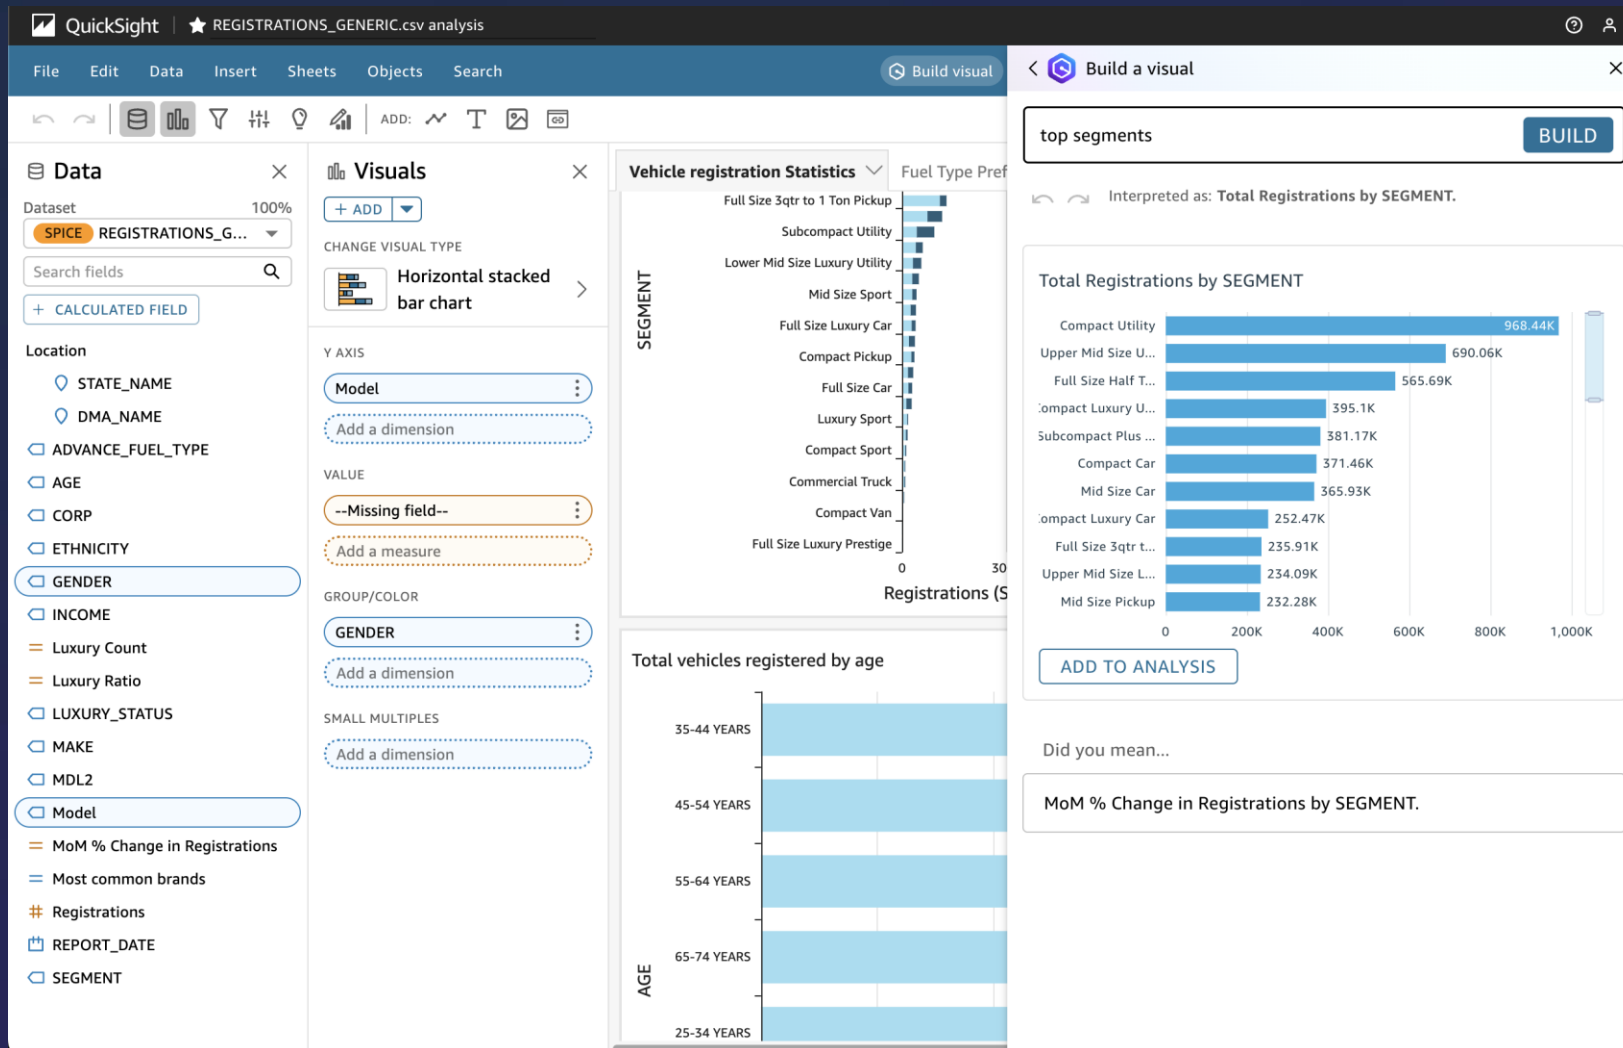 QuickSight
REGISTRATIONS_GENERIC.csv analysis
File Edit Data Insert Sheets Objects Search
Build visual
ADD:
Data
Dataset 100%
SPICE REGISTRATIONS_G...
Search fields
+ CALCULATED FIELD
Location
STATE_NAME
DMA_NAME
ADVANCE_FUEL_TYPE
AGE
CORP
ETHNICITY
GENDER
INCOME
Luxury Count
Luxury Ratio
LUXURY_STATUS
MAKE
MDL2
Model
MoM % Change in Registrations
Most common brands
Registrations
REPORT_DATE
SEGMENT
Visuals
+ ADD
CHANGE VISUAL TYPE
Horizontal stacked
bar chart
Y AXIS
Model
Add a dimension
VALUE
--Missing field--
Add a measure
GROUP/COLOR
GENDER
Add a dimension
SMALL MULTIPLES
Add a dimension
Vehicle registration Statistics
Fuel Type Pref
SEGMENT
Full Size 3qtr to 1 Ton Pickup
Subcompact Utility
Lower Mid Size Luxury Utility
Mid Size Sport
Full Size Luxury Car
Compact Pickup
Full Size Car
Luxury Sport
Compact Sport
Commercial Truck
Compact Van
Full Size Luxury Prestige
0 30
Registrations (S
Total vehicles registered by age
AGE
35-44 YEARS
45-54 YEARS
55-64 YEARS
65-74 YEARS
25-34 YEARS
Build a visual
top segments
BUILD
Interpreted as: Total Registrations by SEGMENT.
Total Registrations by SEGMENT
Compact Utility 968.44K
Upper Mid Size U... 690.06K
Full Size Half T... 565.69K
Compact Luxury U... 395.1K
Subcompact Plus ... 381.17K
Compact Car 371.46K
Mid Size Car 365.93K
Compact Luxury Car 252.47K
Full Size 3qtr t... 235.91K
Upper Mid Size L... 234.09K
Mid Size Pickup 232.28K
0 200K 400K 600K 800K 1,000K
ADD TO ANALYSIS
Did you mean...
MoM % Change in Registrations by SEGMENT.